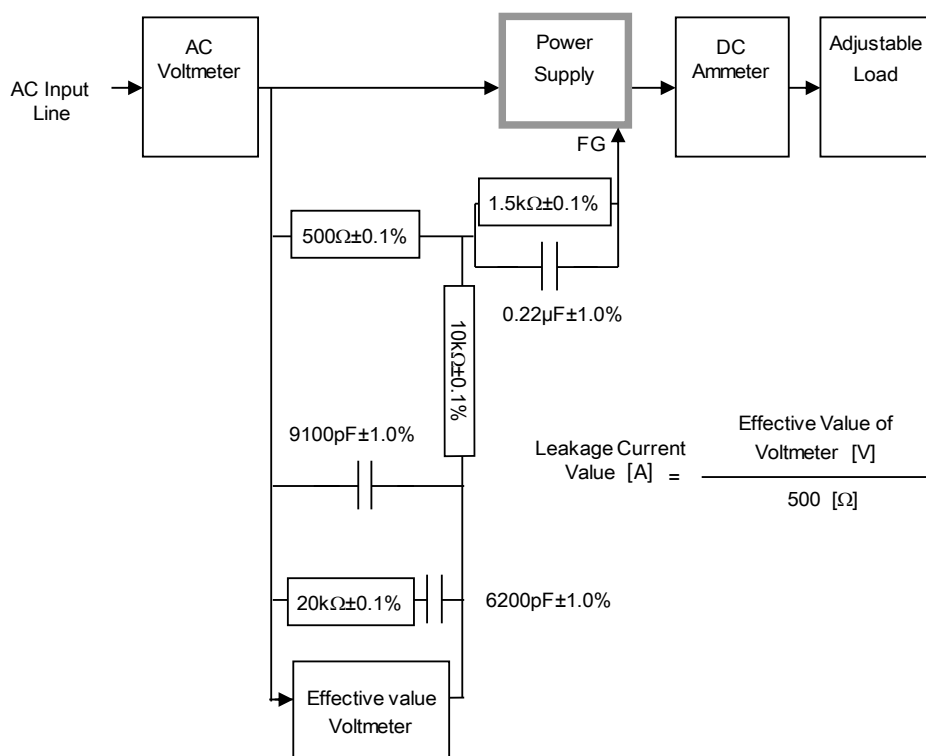 AC
Voltmeter
Power
Supply
DC
Ammeter
Adjustable
Load
AC Input
Line
FG
1.5kΩ±0.1%
500Ω±0.1%
0.22µF±1.0%
10kΩ±0.1%
9100pF±1.0%
Leakage Current
Value [A] =
Effective Value of
Voltmeter [V]
500 [Ω]
20kΩ±0.1%
6200pF±1.0%
Effective value
Voltmeter